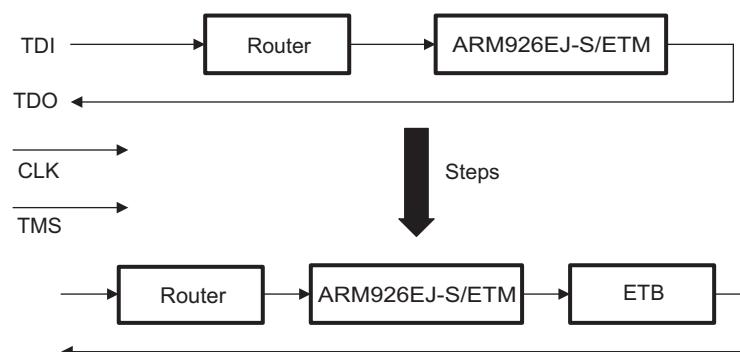 TDI
Router
ARM926EJ-S/ETM
TDO
CLK
Steps
TMS
Router
ARM926EJ-S/ETM
ETB